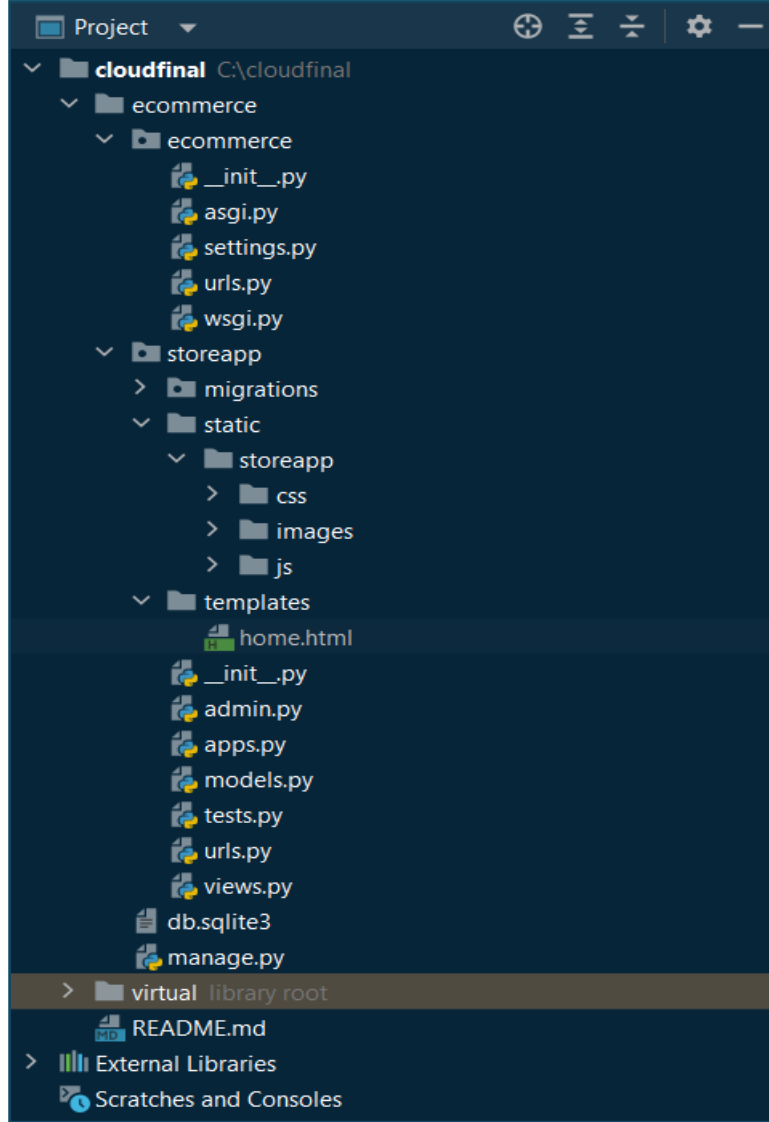 Project
cloudfinal C:\cloudfinal
ecommerce
ecommerce
__init__.py
asgi.py
settings.py
urls.py
wsgi.py
storeapp
migrations
static
storeapp
css
images
js
templates
H home.html
__init__.py
admin.py
apps.py
models.py
tests.py
urls.py
views.py
db.sqlite3
manage.py
virtual library root
MD README.md
External Libraries
Scratches and Consoles